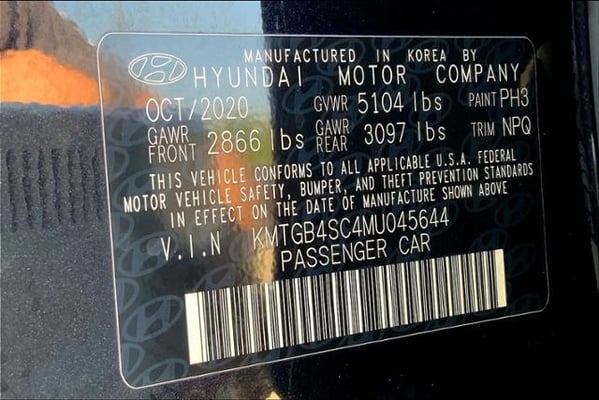 MANUFACTURED IN KOREA BY
HYUNDAI MOTOR COMPANY
OCT/2020 GVWR 5104 lbs PAINT PH3
GAWR FRONT 2866 lbs GAWR REAR 3097 lbs TRIM NPQ
THIS VEHICLE CONFORMS TO ALL APPLICABLE U.S.A. FEDERAL
MOTOR VEHICLE SAFETY, BUMPER, AND THEFT PREVENTION STANDARDS
IN EFFECT ON THE DATE OF MANUFACTURE SHOWN ABOVE
V.I.N KMTGB4SC4MU045644
PASSENGER CAR